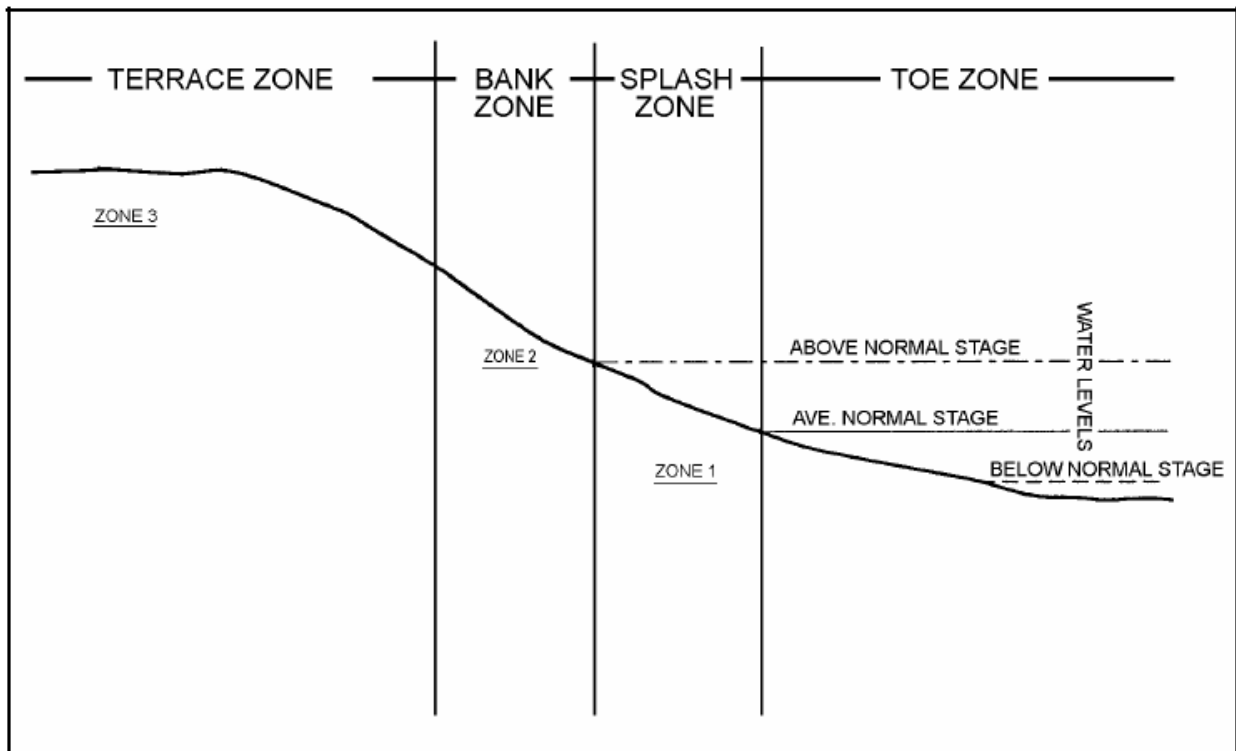 TERRACE ZONE
BANK
ZONE
SPLASH
ZONE
TOE ZONE
ZONE 3
ZONE 2
ZONE 1
ABOVE NORMAL STAGE
AVE. NORMAL STAGE
BELOW NORMAL STAGE
WATER LEVELS